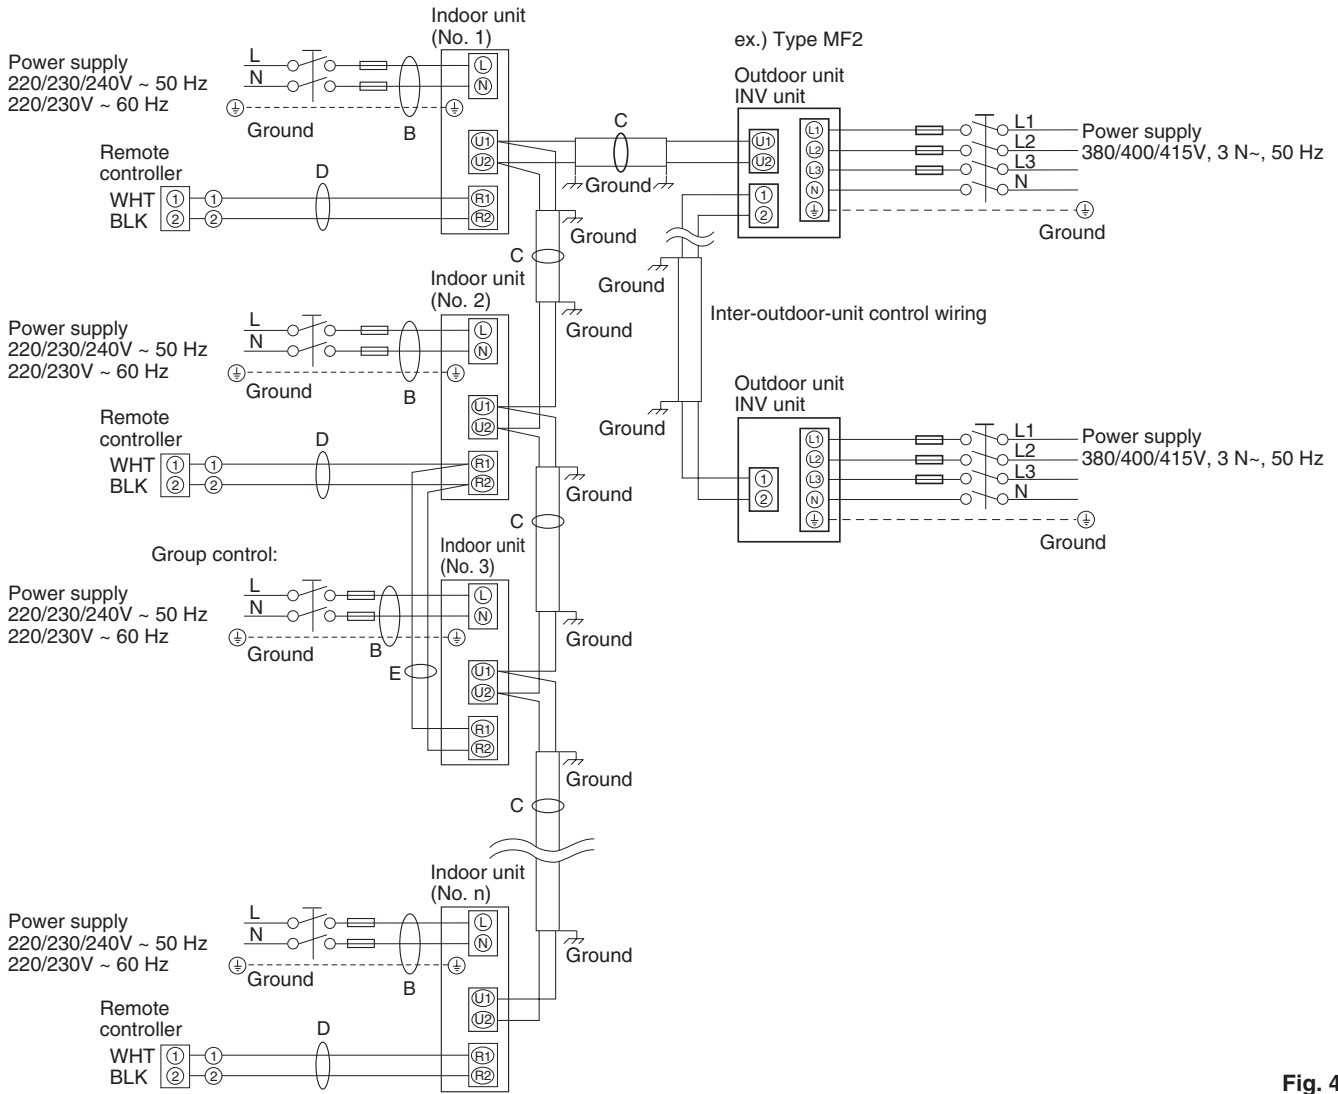 Indoor unit
(No. 1)
Power supply
220/230/240V ~ 50 Hz
220/230V ~ 60 Hz
L
N
Ground
B
L
N
U1
U2
R1
R2
Remote
controller
WHT 1 1
BLK 2 2
D
C
Ground
Ground
C
Ground
ex.) Type MF2
Outdoor unit
INV unit
U1
U2
1
2
L1
L2
L3
N
L1
L2
L3
N
Power supply
380/400/415V, 3 N~, 50 Hz
Ground
Ground
Inter-outdoor-unit control wiring
Ground
Indoor unit
(No. 2)
Power supply
220/230/240V ~ 50 Hz
220/230V ~ 60 Hz
L
N
Ground
B
L
N
U1
U2
R1
R2
Remote
controller
WHT 1 1
BLK 2 2
D
Ground
C
Ground
Outdoor unit
INV unit
1
2
L1
L2
L3
N
L1
L2
L3
N
Power supply
380/400/415V, 3 N~, 50 Hz
Ground
Group control:
Indoor unit
(No. 3)
Power supply
220/230/240V ~ 50 Hz
220/230V ~ 60 Hz
L
N
Ground
B
E
L
N
U1
U2
R1
R2
Ground
C
Ground
Indoor unit
(No. n)
Power supply
220/230/240V ~ 50 Hz
220/230V ~ 60 Hz
L
N
Ground
B
L
N
U1
U2
R1
R2
Remote
controller
WHT 1 1
BLK 2 2
D
Fig. 4